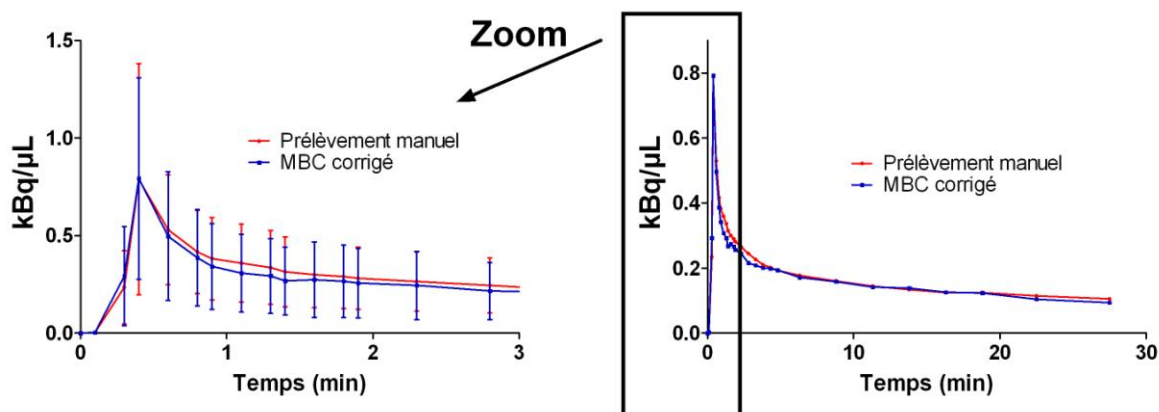 Zoom
1.5
1.0
0.5
0.0
kBq/µL
Prélèvement manuel
MBC corrigé
0
1
2
3
Temps (min)
0.8
0.6
0.4
0.2
0.0
kBq/µL
Prélèvement manuel
MBC corrigé
0
10
20
30
Temps (min)